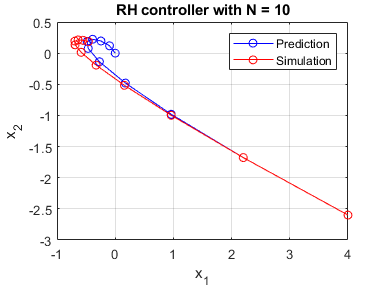 RH controller with N = 10
Prediction
Simulation
0.5
0
-0.5
-1
-1.5
-2
-2.5
-3
x2
-1
0
1
2
3
4
x1